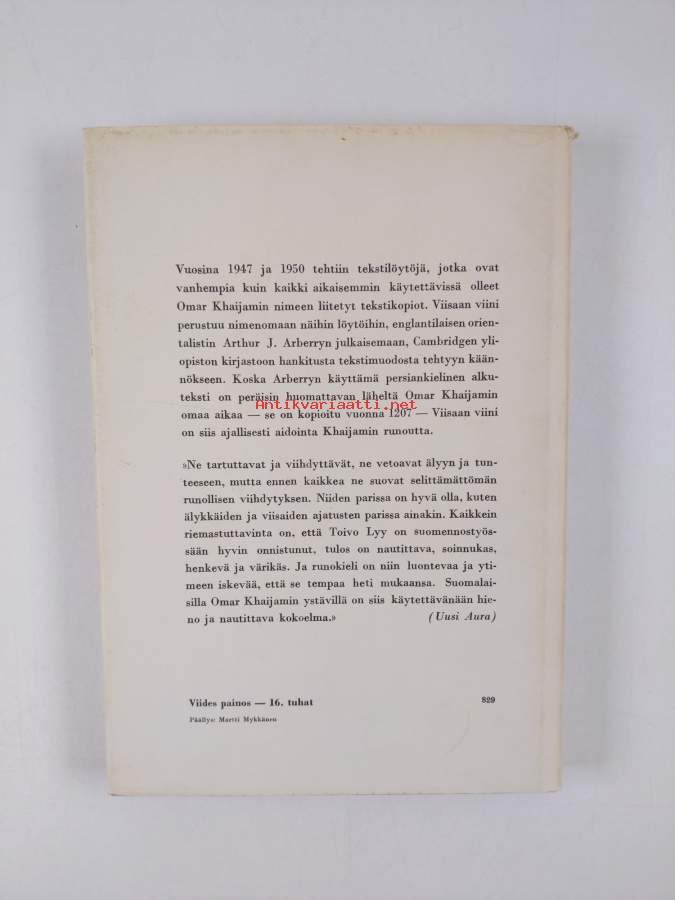 Vuosina 1947 ja 1950 tehtiin tekstilöytöjä, jotka ovat
vanhempia kuin kaikki aikaisemmin käytettävissä olleet
Omar Khaijamin nimeen liitetyt tekstikopiot. Viisaan viini
perustuu nimenomaan näihin löytöihin, englantilaisen orien-
talistin Arthur J. Arberryn julkaisemaan, Cambridgen yli-
opiston kirjastoon hankitusta tekstimuodosta tehtyyn kään-
nökseen. Koska Arberryn käyttämä persiankielinen alku-
teksti on peräisin huomattavan läheltä Omar Khaijamin
Antikvariaatti.net
omaa aikaa — se on kopioitu vuonna 1207 — Viisaan viini
on siis ajallisesti aidointa Khaijamin runoutta.
»Ne tartuttavat ja viihdyttävät, ne vetoavat älyyn ja tun-
teeseen, mutta ennen kaikkea ne suovat selittämättömän
runollisen viihdytyksen. Niiden parissa on hyvä olla, kuten
älykkäiden ja viisaiden ajatusten parissa ainakin. Kaikkein
riemastuttavinta on, että Toivo Lyy on suomennostyös-
sään hyvin onnistunut, tulos on nautittava, soinnukas,
henkevä ja värikäs. Ja runokieli on niin luontevaa ja yti-
meen iskevää, että se tempaa heti mukaansa. Suomalai-
silla Omar Khaijamin ystävillä on siis käytettävänään hie-
no ja nautittava kokoelma.» (Uusi Aura)
Viides painos — 16. tuhat 829
Päällys: Martti Mykkänen